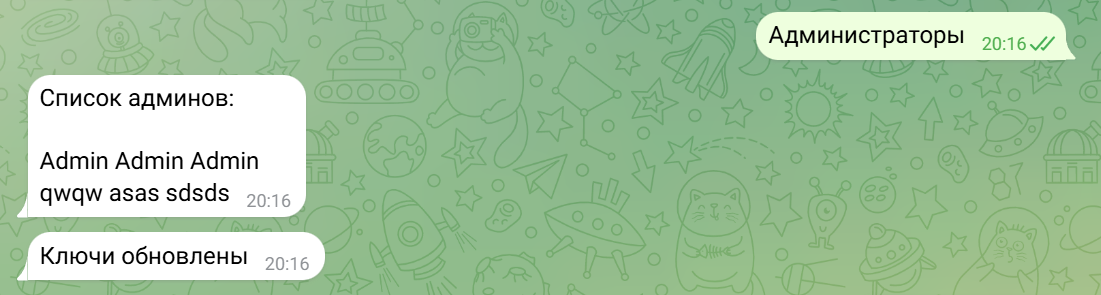 Администраторы 20:16
Список админов:
Admin Admin Admin
qwqw asas sdsds 20:16
Ключи обновлены 20:16